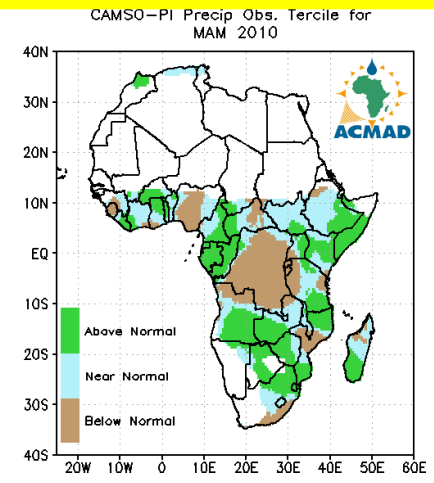 CAMSO-PI Precip Obs. Tercile for
MAM 2010
40N
30N
20N
10N
EQ
10S
20S
30S
40S
ACMAD
Above Normal
Near Normal
Below Normal
20W 10W 0 10E 20E 30E 40E 50E 60E